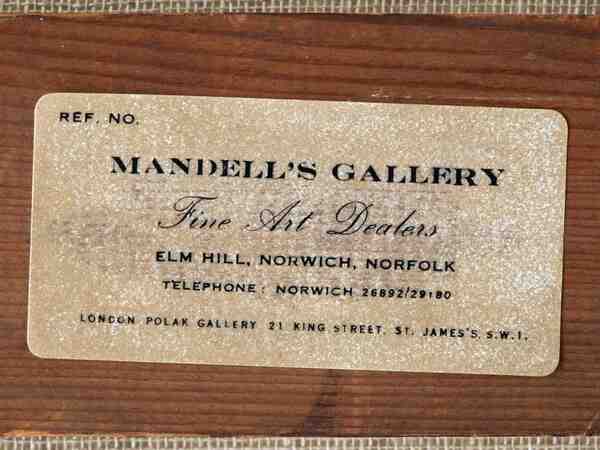 REF. NO.
MANDELL'S GALLERY
Fine Art Dealers
ELM HILL, NORWICH, NORFOLK
TELEPHONE: NORWICH 26892/29180
LONDON POLAK GALLERY 21 KING STREET, ST. JAMES'S, S.W.1.